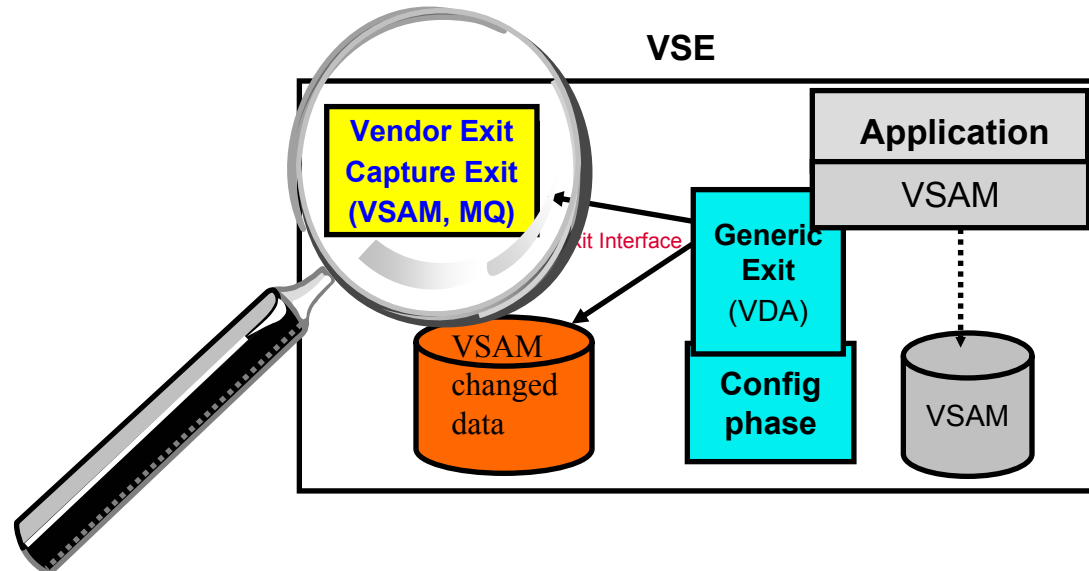 VSE
Vendor Exit
Capture Exit
(VSAM, MQ)
Application
VSAM
Interface
Generic
Exit
(VDA)
Config
phase
VSAM
changed
data
VSAM